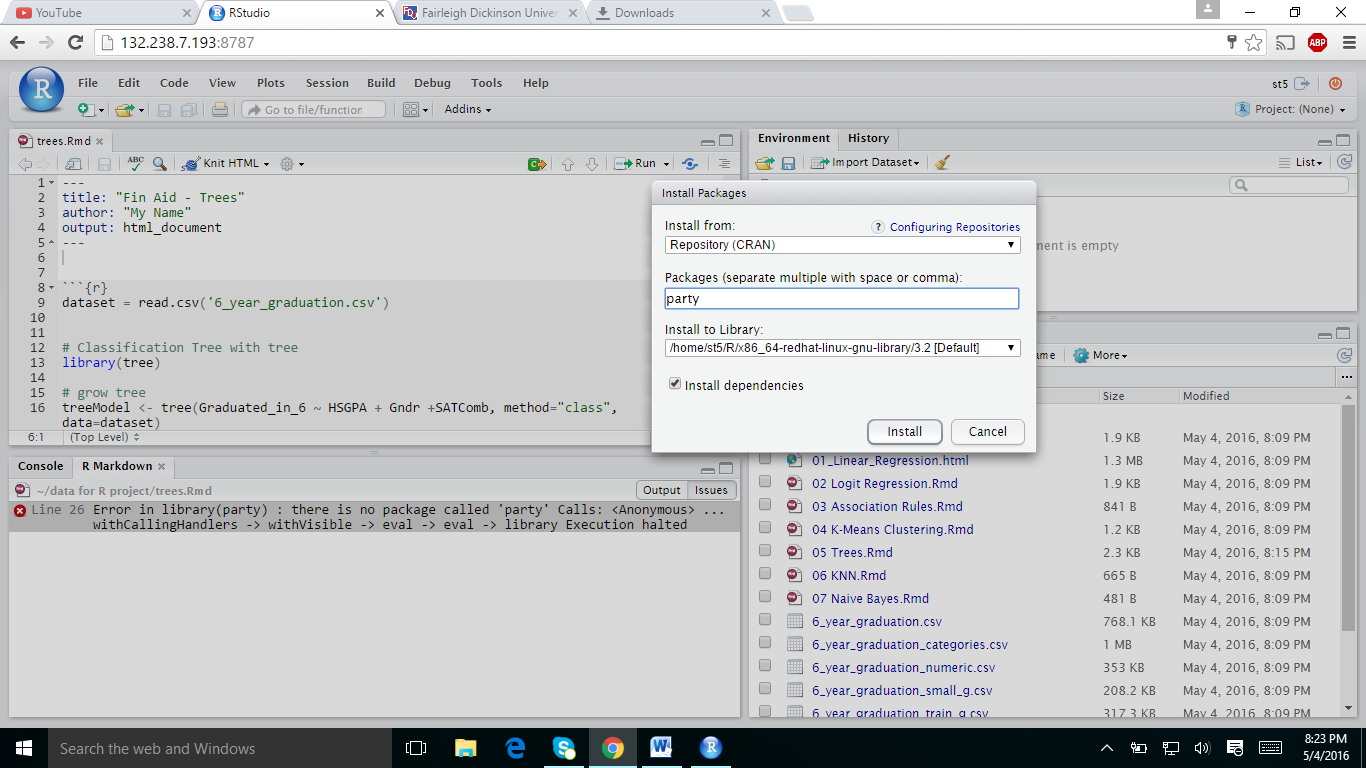 YouTube
RStudio
Fairleigh Dickinson Univer
Downloads
132.238.7.193:8787
ABP
R
File Edit Code View Plots Session Build Debug Tools Help
st5
Go to file/function
Addins
Project: (None)
trees.Rmd
ABC
Knit HTML
Run
1 ---
2 title: "Fin Aid - Trees"
3 author: "My Name"
4 output: html_document
5 ---
6
7
8 ```{r}
9 dataset = read.csv('6_year_graduation.csv')
10
11
12 # Classification Tree with tree
13 library(tree)
14
15 # grow tree
16 treeModel <- tree(Graduated_in_6 ~ HSGPA + Gndr +SATComb, method="class",
data=dataset)
6:1 (Top Level)
Console R Markdown
~/data for R project/trees.Rmd
Output Issues
Line 26 Error in library(party) : there is no package called 'party' Calls: <Anonymous> ...
withCallingHandlers -> withVisible -> eval -> eval -> library Execution halted
Environment History
Import Dataset
List
nent is empty
Install Packages
Install from:
? Configuring Repositories
Repository (CRAN)
Packages (separate multiple with space or comma):
party
Install to Library:
/home/st5/R/x86_64-redhat-linux-gnu-library/3.2 [Default]
Install dependencies
Install Cancel
ame More
...
Size Modified
1.9 KB May 4, 2016, 8:09 PM
01_Linear_Regression.html 1.3 MB May 4, 2016, 8:09 PM
02 Logit Regression.Rmd 1.9 KB May 4, 2016, 8:09 PM
03 Association Rules.Rmd 841 B May 4, 2016, 8:09 PM
04 K-Means Clustering.Rmd 1.2 KB May 4, 2016, 8:09 PM
05 Trees.Rmd 2.3 KB May 4, 2016, 8:15 PM
06 KNN.Rmd 665 B May 4, 2016, 8:09 PM
07 Naive Bayes.Rmd 481 B May 4, 2016, 8:09 PM
6_year_graduation.csv 768.1 KB May 4, 2016, 8:09 PM
6_year_graduation_categories.csv 1 MB May 4, 2016, 8:09 PM
6_year_graduation_numeric.csv 353 KB May 4, 2016, 8:09 PM
6_year_graduation_small_g.csv 208.2 KB May 4, 2016, 8:09 PM
6_year_graduation_train_g.csv 317.3 KB May 4, 2016, 8:09 PM
Search the web and Windows
8:23 PM
5/4/2016